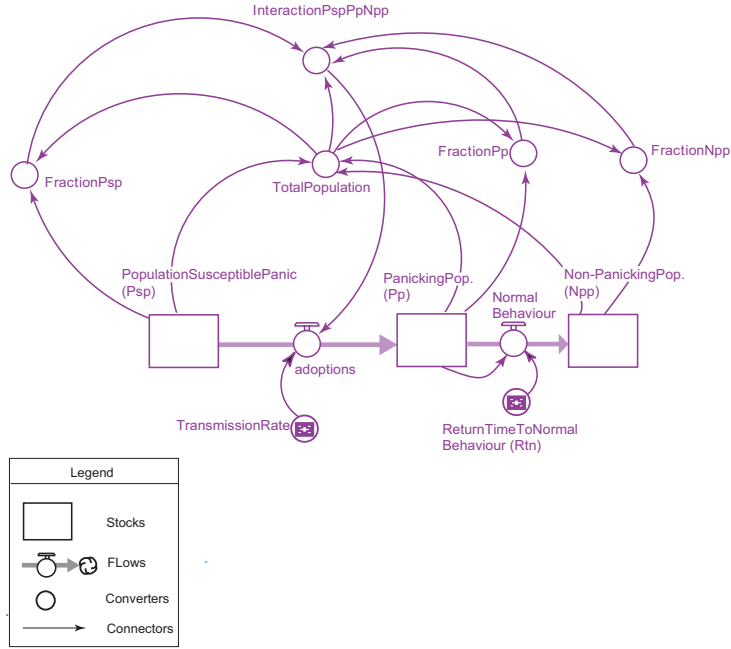 InteractionPspPpNpp
FractionPp
FractionNpp
FractionPsp
TotalPopulation
PopulationSusceptiblePanic
(Psp)
PanickingPop.
(Pp)
Normal
Behaviour
Non-PanickingPop.
(Npp)
adoptions
TransmissionRate
ReturnTimeToNormal
Behaviour (Rtn)
Legend
Stocks
FLows
Converters
Connectors